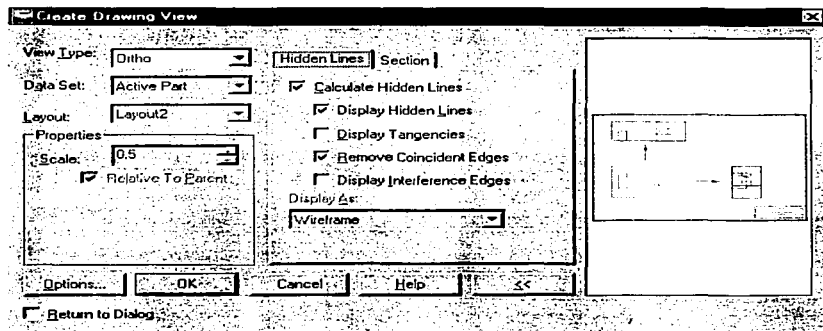 Create Drawing View
View Type: Ortho
Data Set: Active Part
Layout: Layout2
Properties
Scale: 0.5
Relative To Parent
Hidden Lines
Section
Calculate Hidden Lines
Display Hidden Lines
Display Tangencies
Remove Coincident Edges
Display Interference Edges
Display As:
Wireframe
Options... OK Cancel Help <<
Return to Dialog